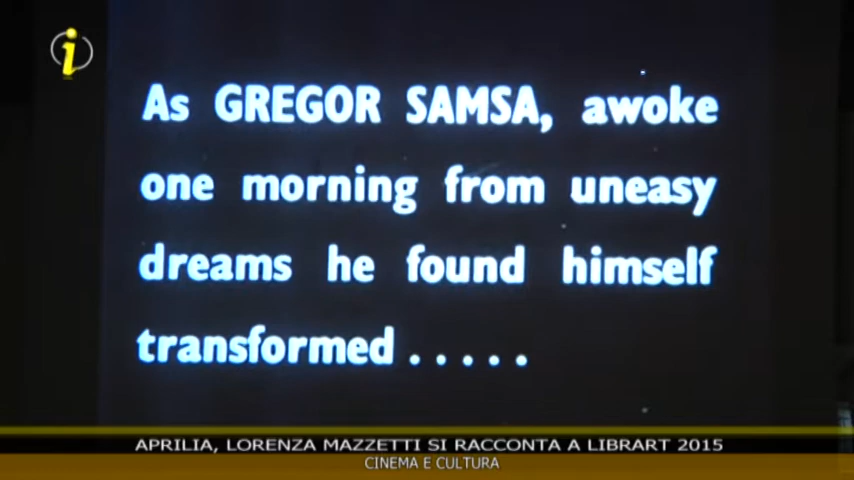 As GREGOR SAMSA, awoke
one morning from uneasy
dreams he found himself
transformed . . . . .
APRILIA, LORENZA MAZZETTI SI RACCONTA A LIBRART 2015
CINEMA E CULTURA